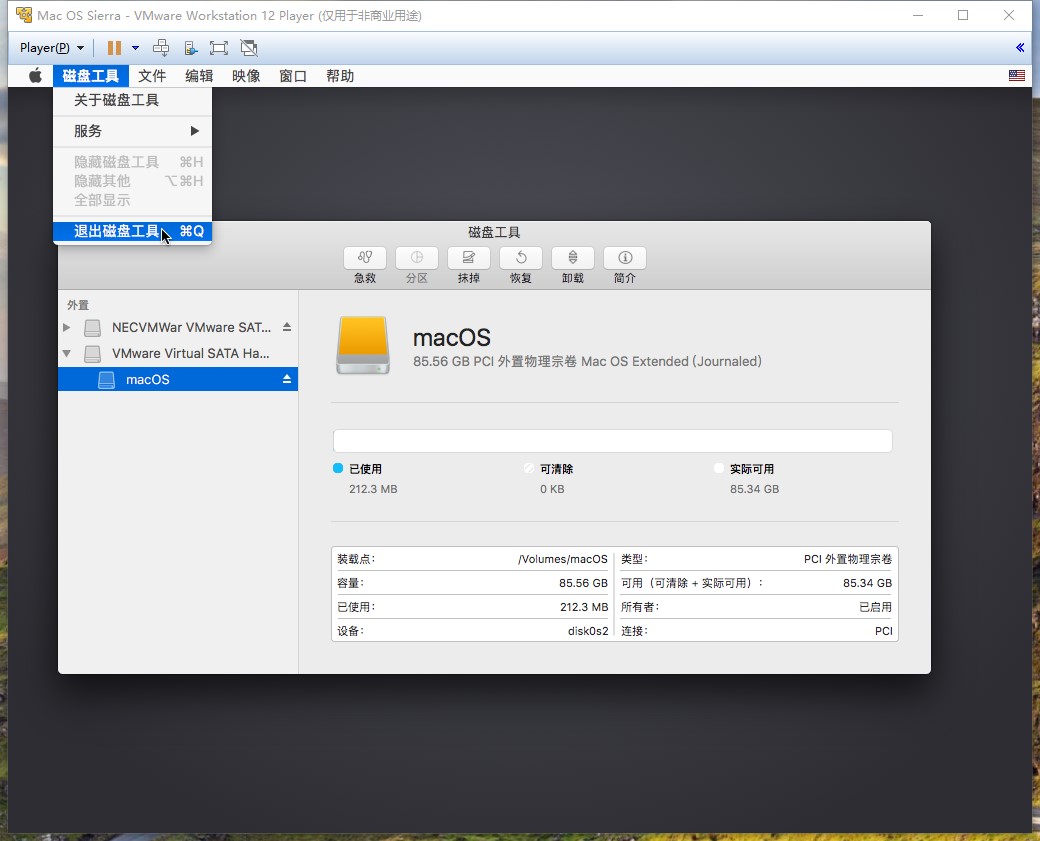 Mac OS Sierra - VMware Workstation 12 Player (仅用于非商业用途)
Player(P)
磁盘工具 文件 编辑 映像 窗口 帮助
关于磁盘工具
服务
隐藏磁盘工具 ⌘H
隐藏其他 ⌥⌘H
全部显示
退出磁盘工具 ⌘Q
磁盘工具
急救 分区 抹掉 恢复 卸载 简介
外置
NECVMWar VMware SAT...
VMware Virtual SATA Ha...
macOS
macOS
85.56 GB PCI 外置物理宗卷 Mac OS Extended (Journaled)
已使用 可清除 实际可用
212.3 MB 0 KB 85.34 GB
装载点: /Volumes/macOS 类型: PCI 外置物理宗卷
容量: 85.56 GB 可用（可清除 + 实际可用）: 85.34 GB
已使用: 212.3 MB 所有者: 已启用
设备: disk0s2 连接: PCI